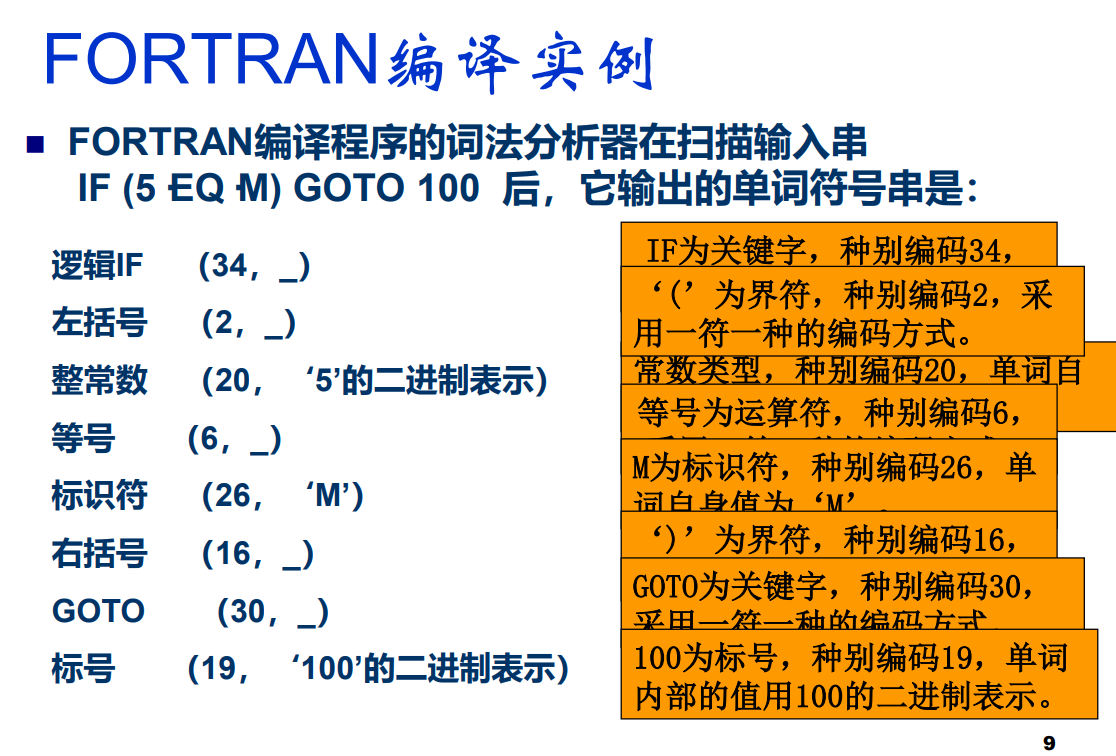 FORTRAN编译实例
■ FORTRAN编译程序的词法分析器在扫描输入串
IF (5 ·EQ ·M) GOTO 100 后，它输出的单词符号串是：
逻辑IF （34，_）
左括号 （2，_）
整常数 （20， ‘5’的二进制表示）
等号 （6，_）
标识符 （26， ‘M’）
右括号 （16，_）
GOTO （30，_）
标号 （19， ‘100’的二进制表示）
IF为关键字，种别编码34，
‘(’为界符，种别编码2，采
用一符一种的编码方式。
常数类型，种别编码20，单词自
等号为运算符，种别编码6，
M为标识符，种别编码26，单
词自身值为‘M’。
‘)’为界符，种别编码16，
GOTO为关键字，种别编码30，
采用一符一种的编码方式
100为标号，种别编码19，单词
内部的值用100的二进制表示。
9